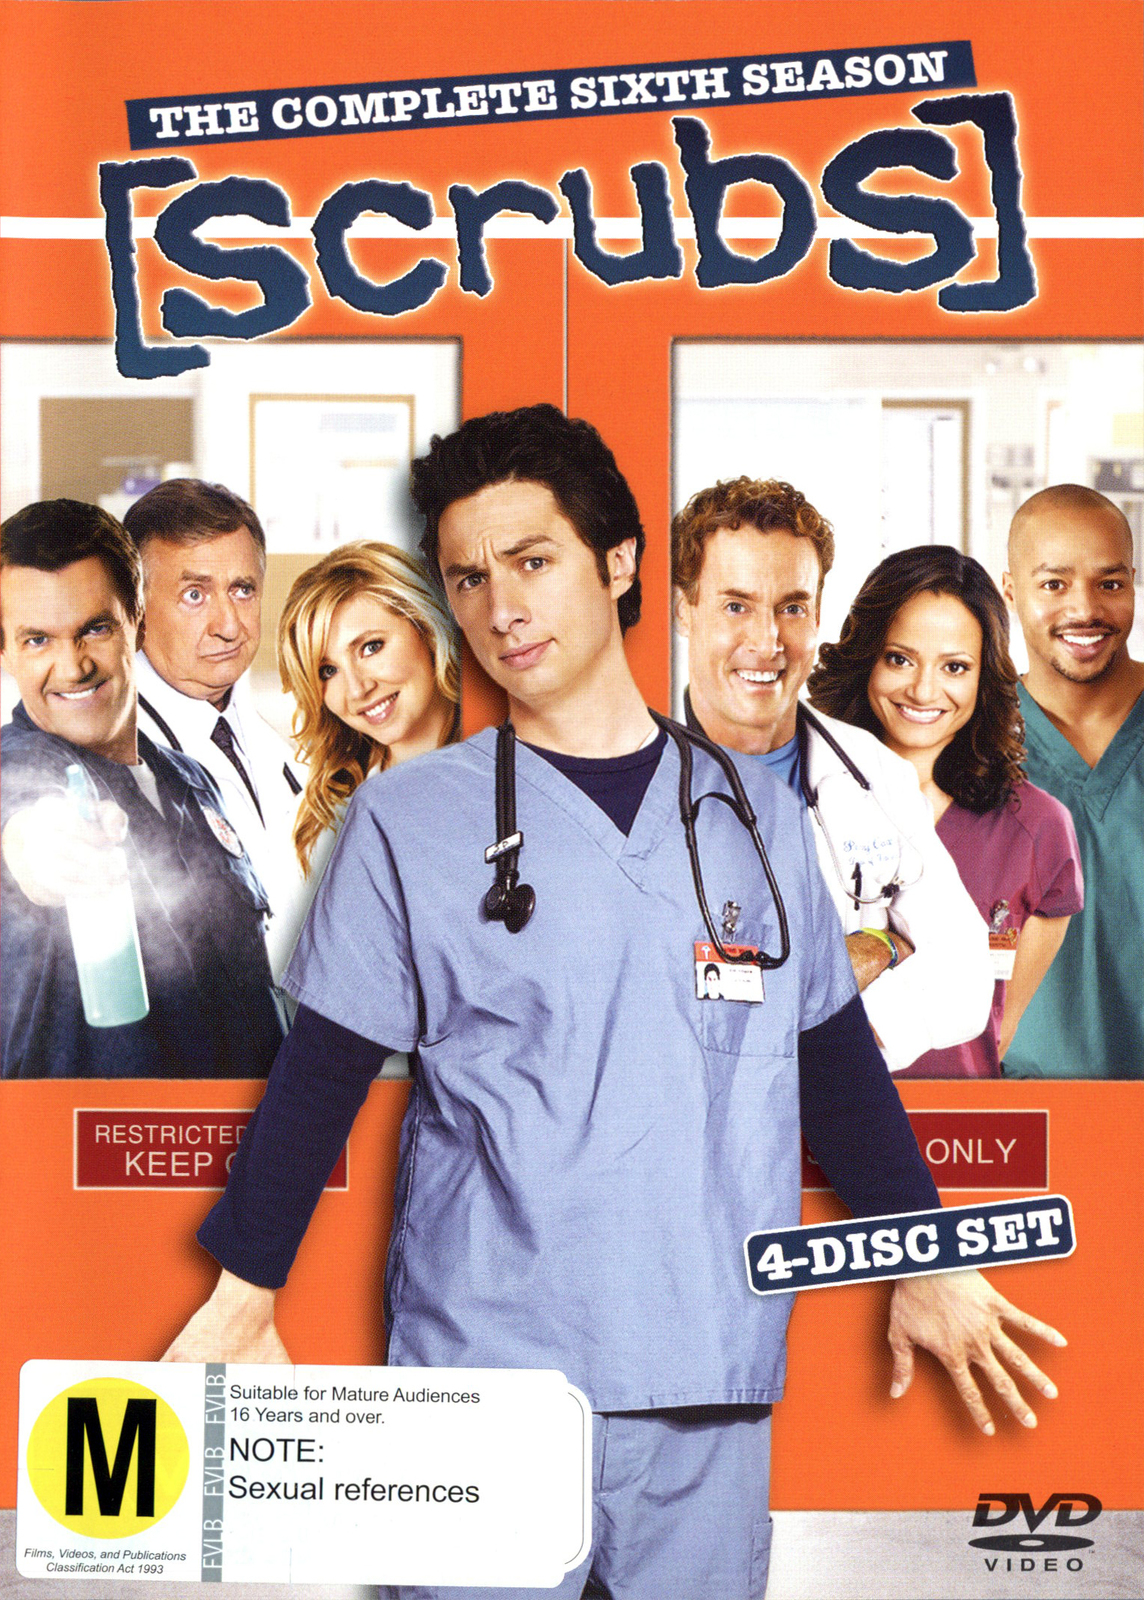 THE COMPLETE SIXTH SEASON
[scrubs]
RESTRICTED
KEEP
ONLY
4-DISC SET
M
Films, Videos, and Publications
Classification Act 1993
FVLB FVLB FVLB
Suitable for Mature Audiences
16 Years and over.
NOTE:
Sexual references
DVD
VIDEO